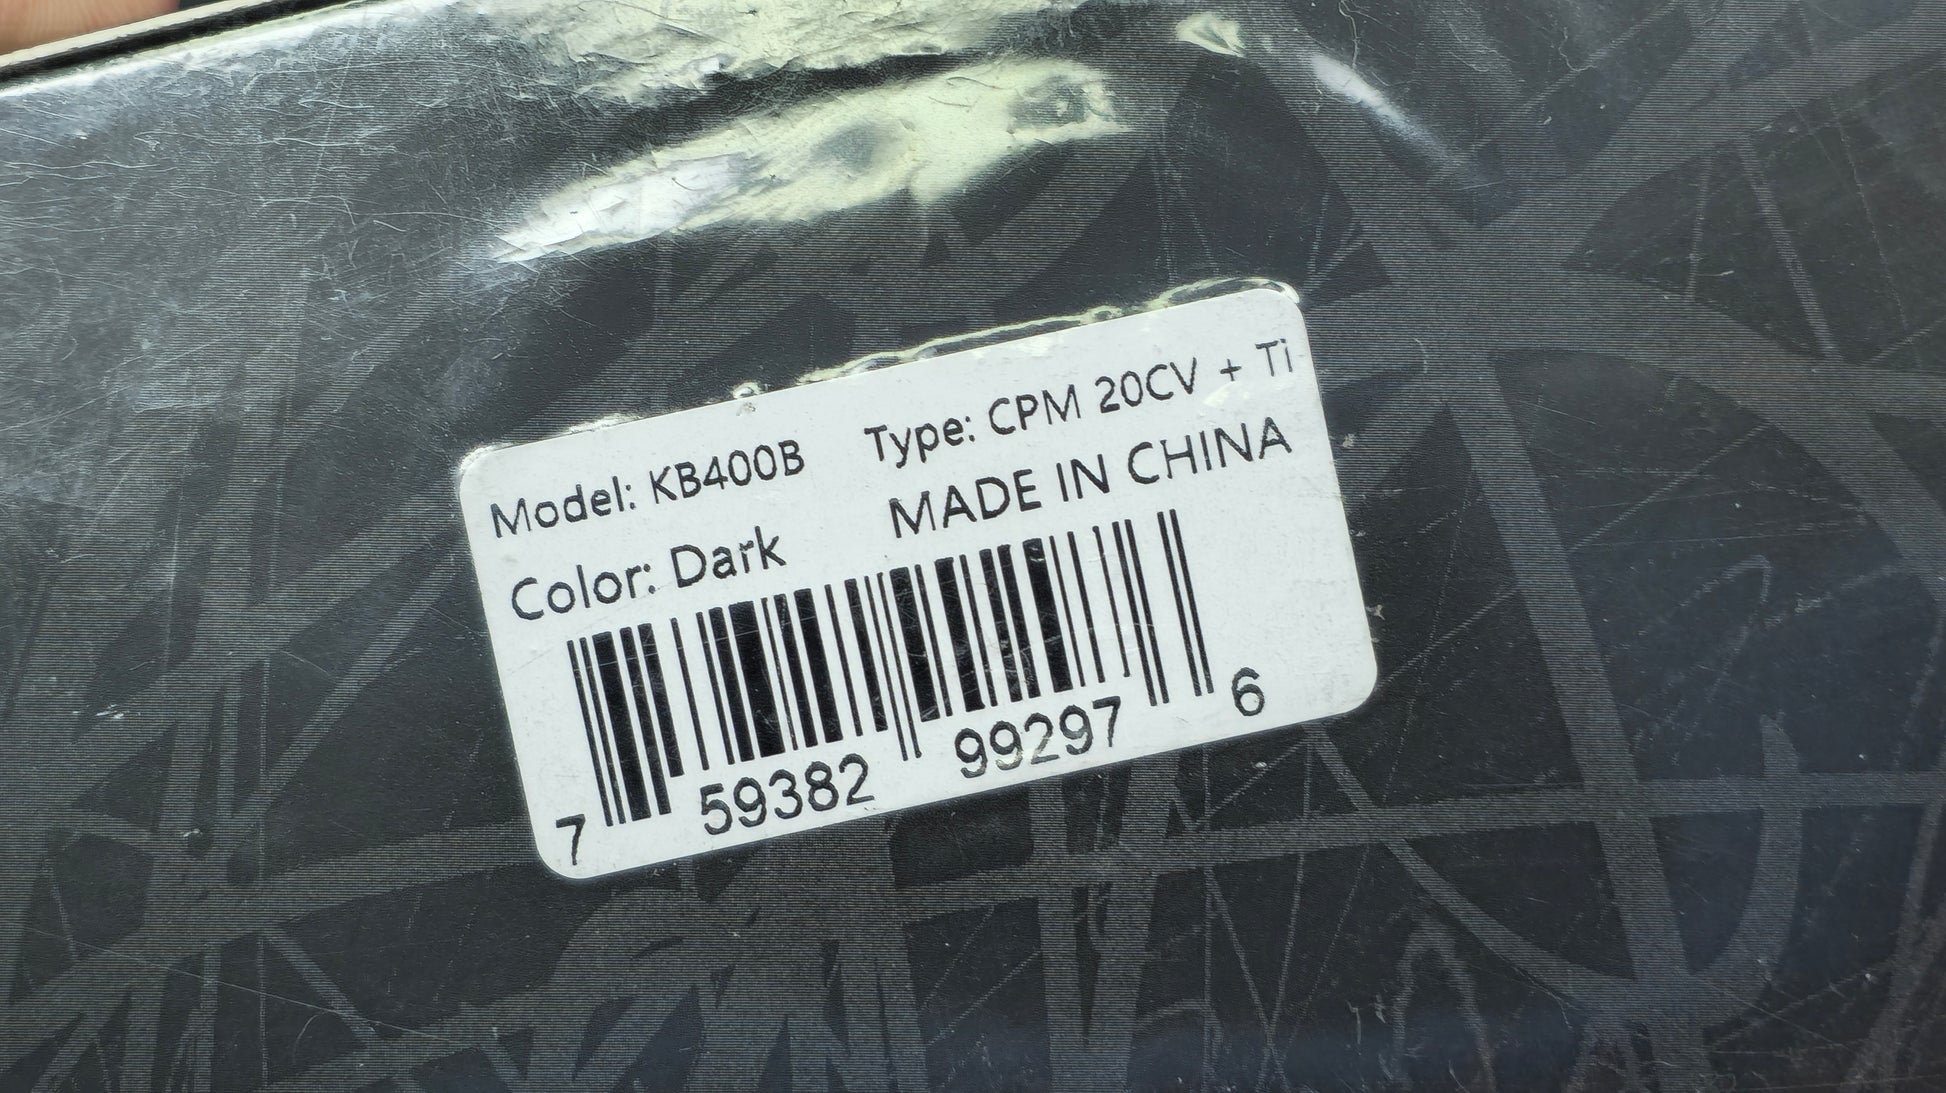 Model: KB400B Type: CPM 20CV + Ti
Color: Dark MADE IN CHINA
7 59382 99297 6